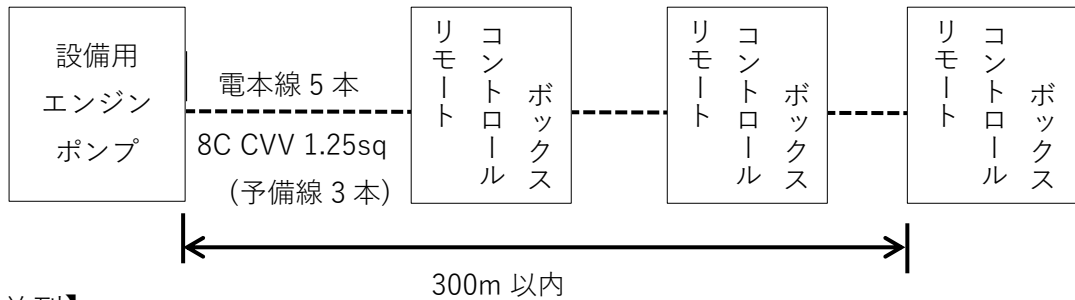 設備用
エンジン
ポンプ
電本線 5 本
8C CVV 1.25sq
(予備線 3 本)
リモート
コントロール
ボックス
リモート
コントロール
ボックス
リモート
コントロール
ボックス
300m 以内